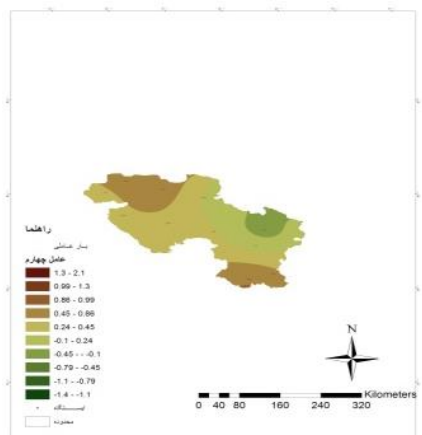 راهنما
بار عاملی
عامل چهارم
1.3 - 2.1
0.99 - 1.3
0.86 - 0.99
0.45 - 0.86
0.24 - 0.45
-0.1 - 0.24
-0.45 - -0.1
-0.79 - -0.45
-1.1 - -0.79
-1.4 - -1.1
ایستگاه
محدوده
N
Kilometers
0 20 40 80 160 240 320